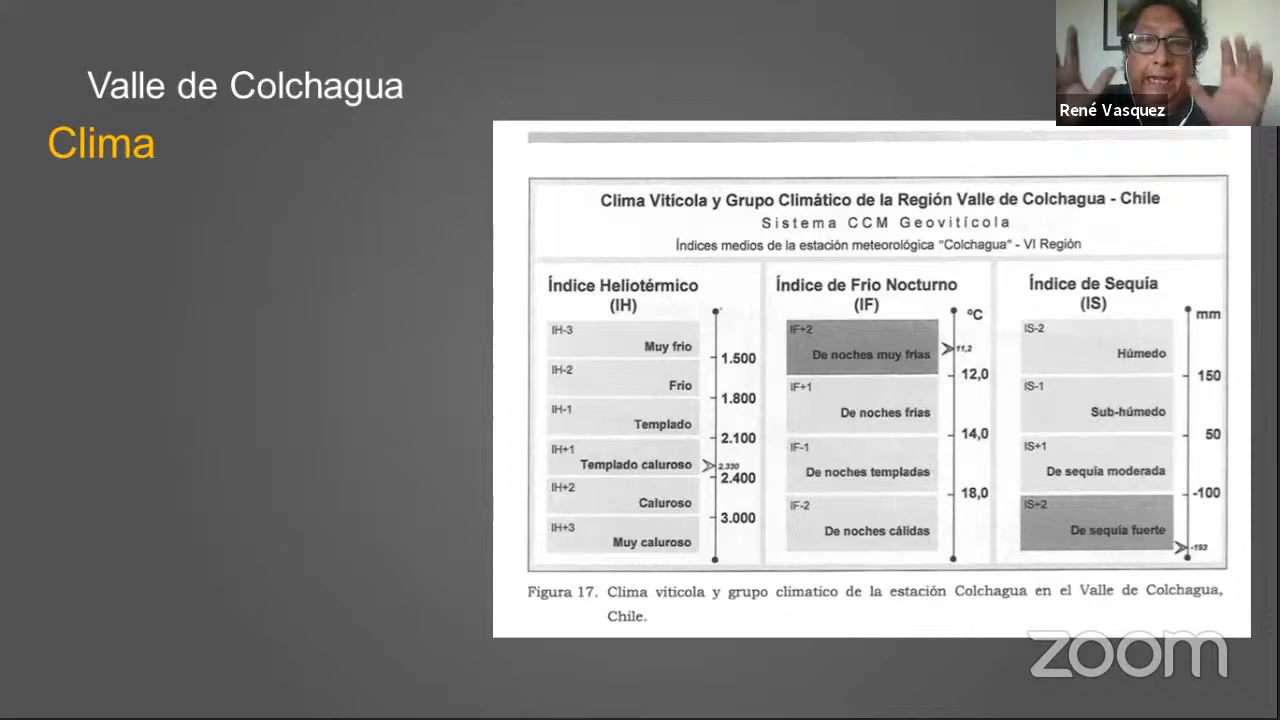 Valle de Colchagua
Clima
René Vasquez
Clima Vitícola y Grupo Climático de la Región Valle de Colchagua - Chile
Sistema CCM Geovitícola
Índices medios de la estación meteorológica "Colchagua" - VI Región
Índice Heliotérmico
(IH)
IH-3
Muy frio
1.500
IH-2
Frio
1.800
IH-1
Templado
2.100
IH+1
Templado caluroso
2.330
2.400
IH+2
Caluroso
3.000
IH+3
Muy caluroso
Índice de Frio Nocturno
(IF)
ºC
IF+2
De noches muy frías
11,2
12,0
IF+1
De noches frías
14,0
IF-1
De noches templadas
18,0
IF-2
De noches cálidas
Índice de Sequía
(IS)
mm
IS-2
Húmedo
150
IS-1
Sub-húmedo
50
IS+1
De sequía moderada
-100
IS+2
De sequía fuerte
-193
Figura 17. Clima viticola y grupo climatico de la estación Colchagua en el Valle de Colchagua,
Chile.
zoom